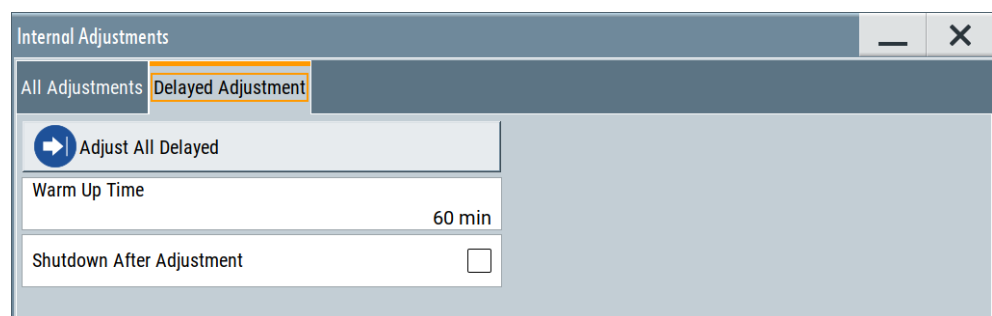 Internal Adjustments
All Adjustments Delayed Adjustment
Adjust All Delayed
Warm Up Time
60 min
Shutdown After Adjustment